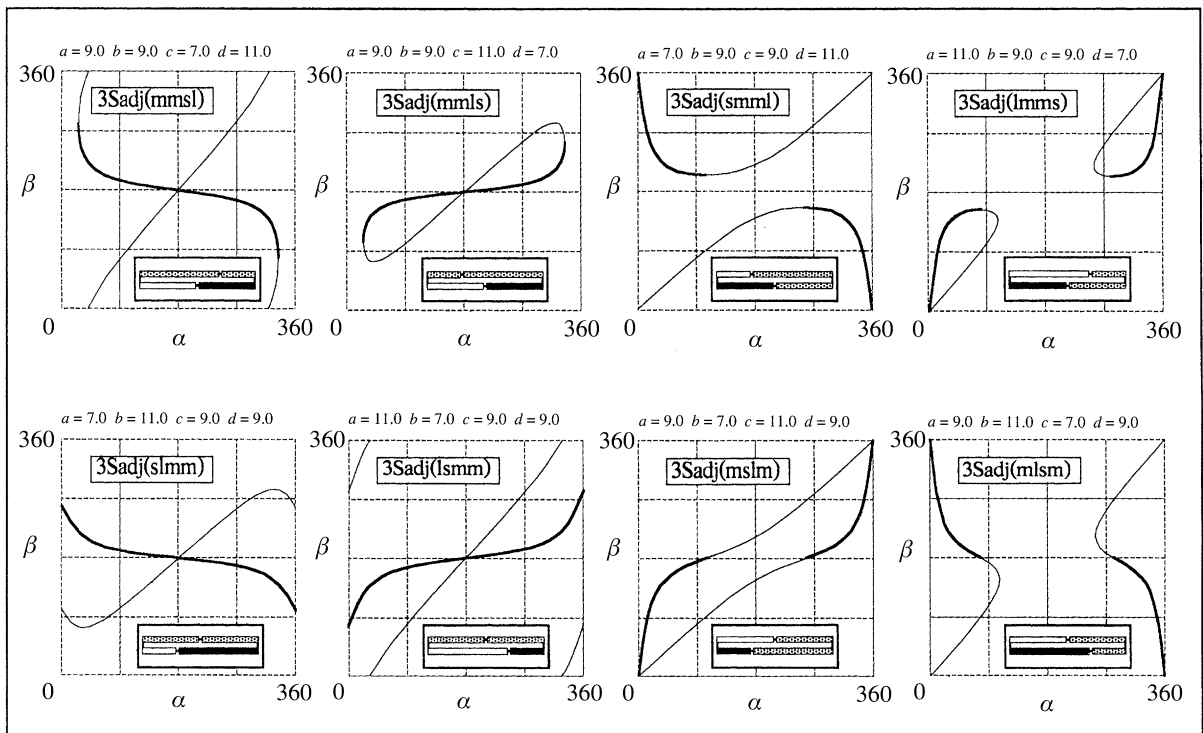 a = 9.0 b = 9.0 c = 7.0 d = 11.0
360
3Sadj(mmsl)
β
0
360
α
a = 9.0 b = 9.0 c = 11.0 d = 7.0
360
3Sadj(mmls)
β
0
360
α
a = 7.0 b = 9.0 c = 9.0 d = 11.0
360
3Sadj(smml)
β
0
360
α
a = 11.0 b = 9.0 c = 9.0 d = 7.0
360
3Sadj(lmms)
β
0
360
α
a = 7.0 b = 11.0 c = 9.0 d = 9.0
360
3Sadj(slmm)
β
0
360
α
a = 11.0 b = 7.0 c = 9.0 d = 9.0
360
3Sadj(lsmm)
β
0
360
α
a = 9.0 b = 7.0 c = 11.0 d = 9.0
360
3Sadj(mslm)
β
0
360
α
a = 9.0 b = 11.0 c = 7.0 d = 9.0
360
3Sadj(mlsm)
β
0
360
α